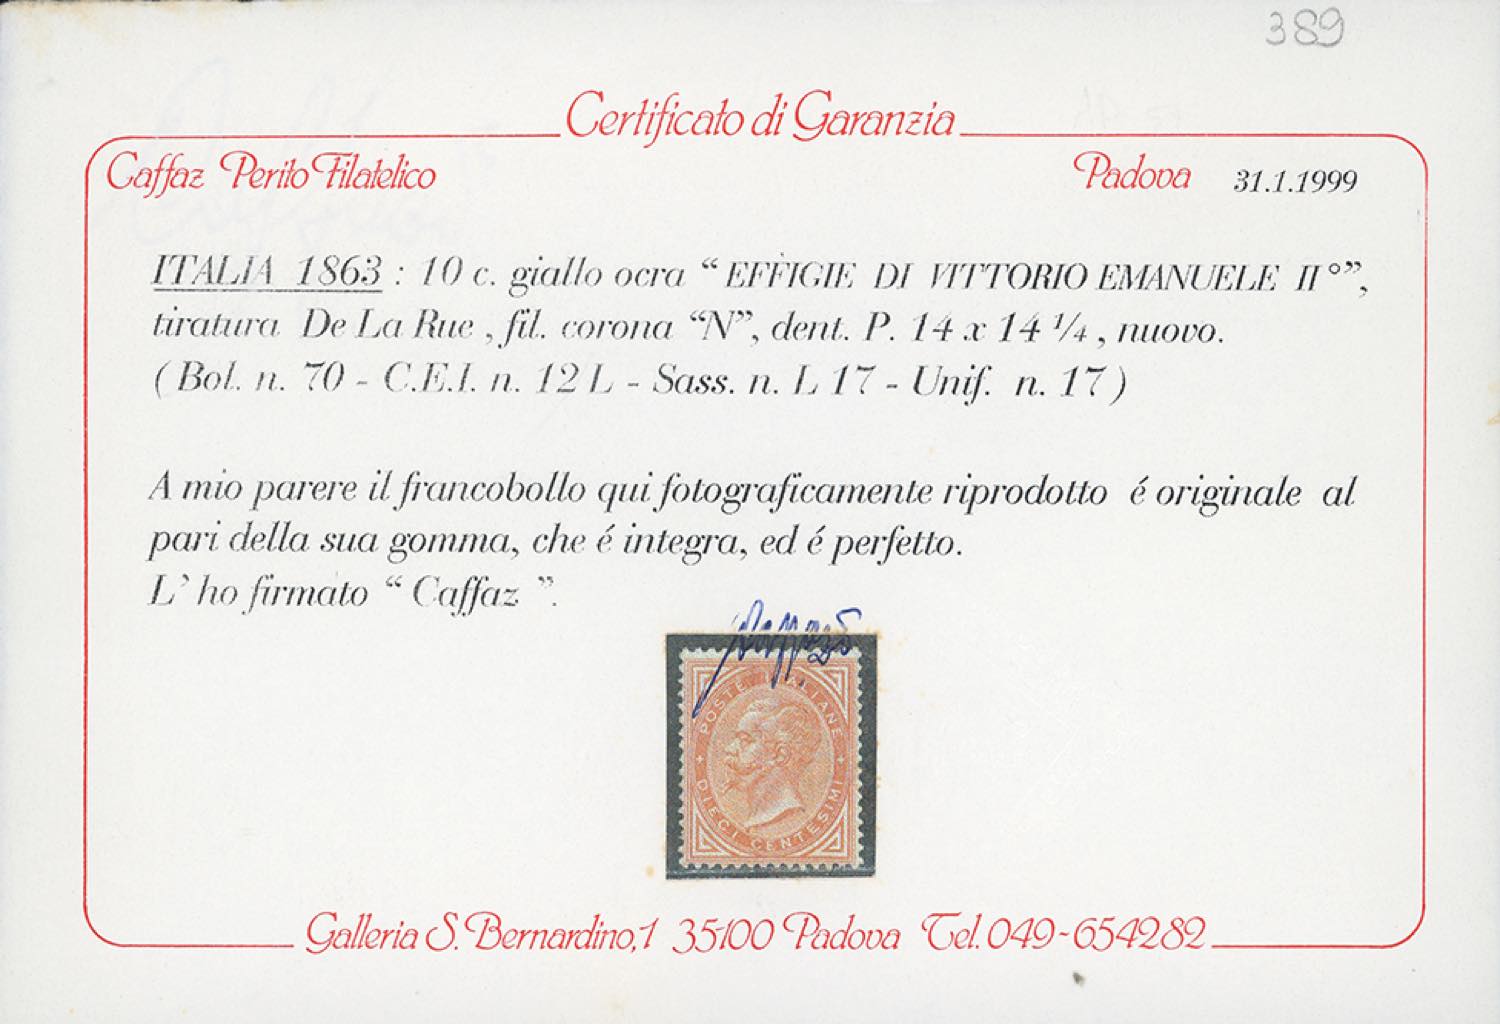 389
Certificato di Garanzia
Caffaz Perito Filatelico Padova 31.1.1999
ITALIA 1863 : 10 c. giallo ocra “ EFFIGIE DI VITTORIO EMANUELE II°”,
tiratura De La Rue , fil. corona “N”, dent. P. 14 x 14 ¼ , nuovo.
( Bol. n. 70 - C.E.I. n. 12 L - Sass. n. L 17 - Unif. n. 17 )
A mio parere il francobollo qui fotograficamente riprodotto é originale al
pari della sua gomma, che é integra, ed é perfetto.
L’ ho firmato “ Caffaz ”.
POSTE ITALIANE
DIECI CENTESIMI
Galleria S. Bernardino, 1 35100 Padova Tel. 049-654282